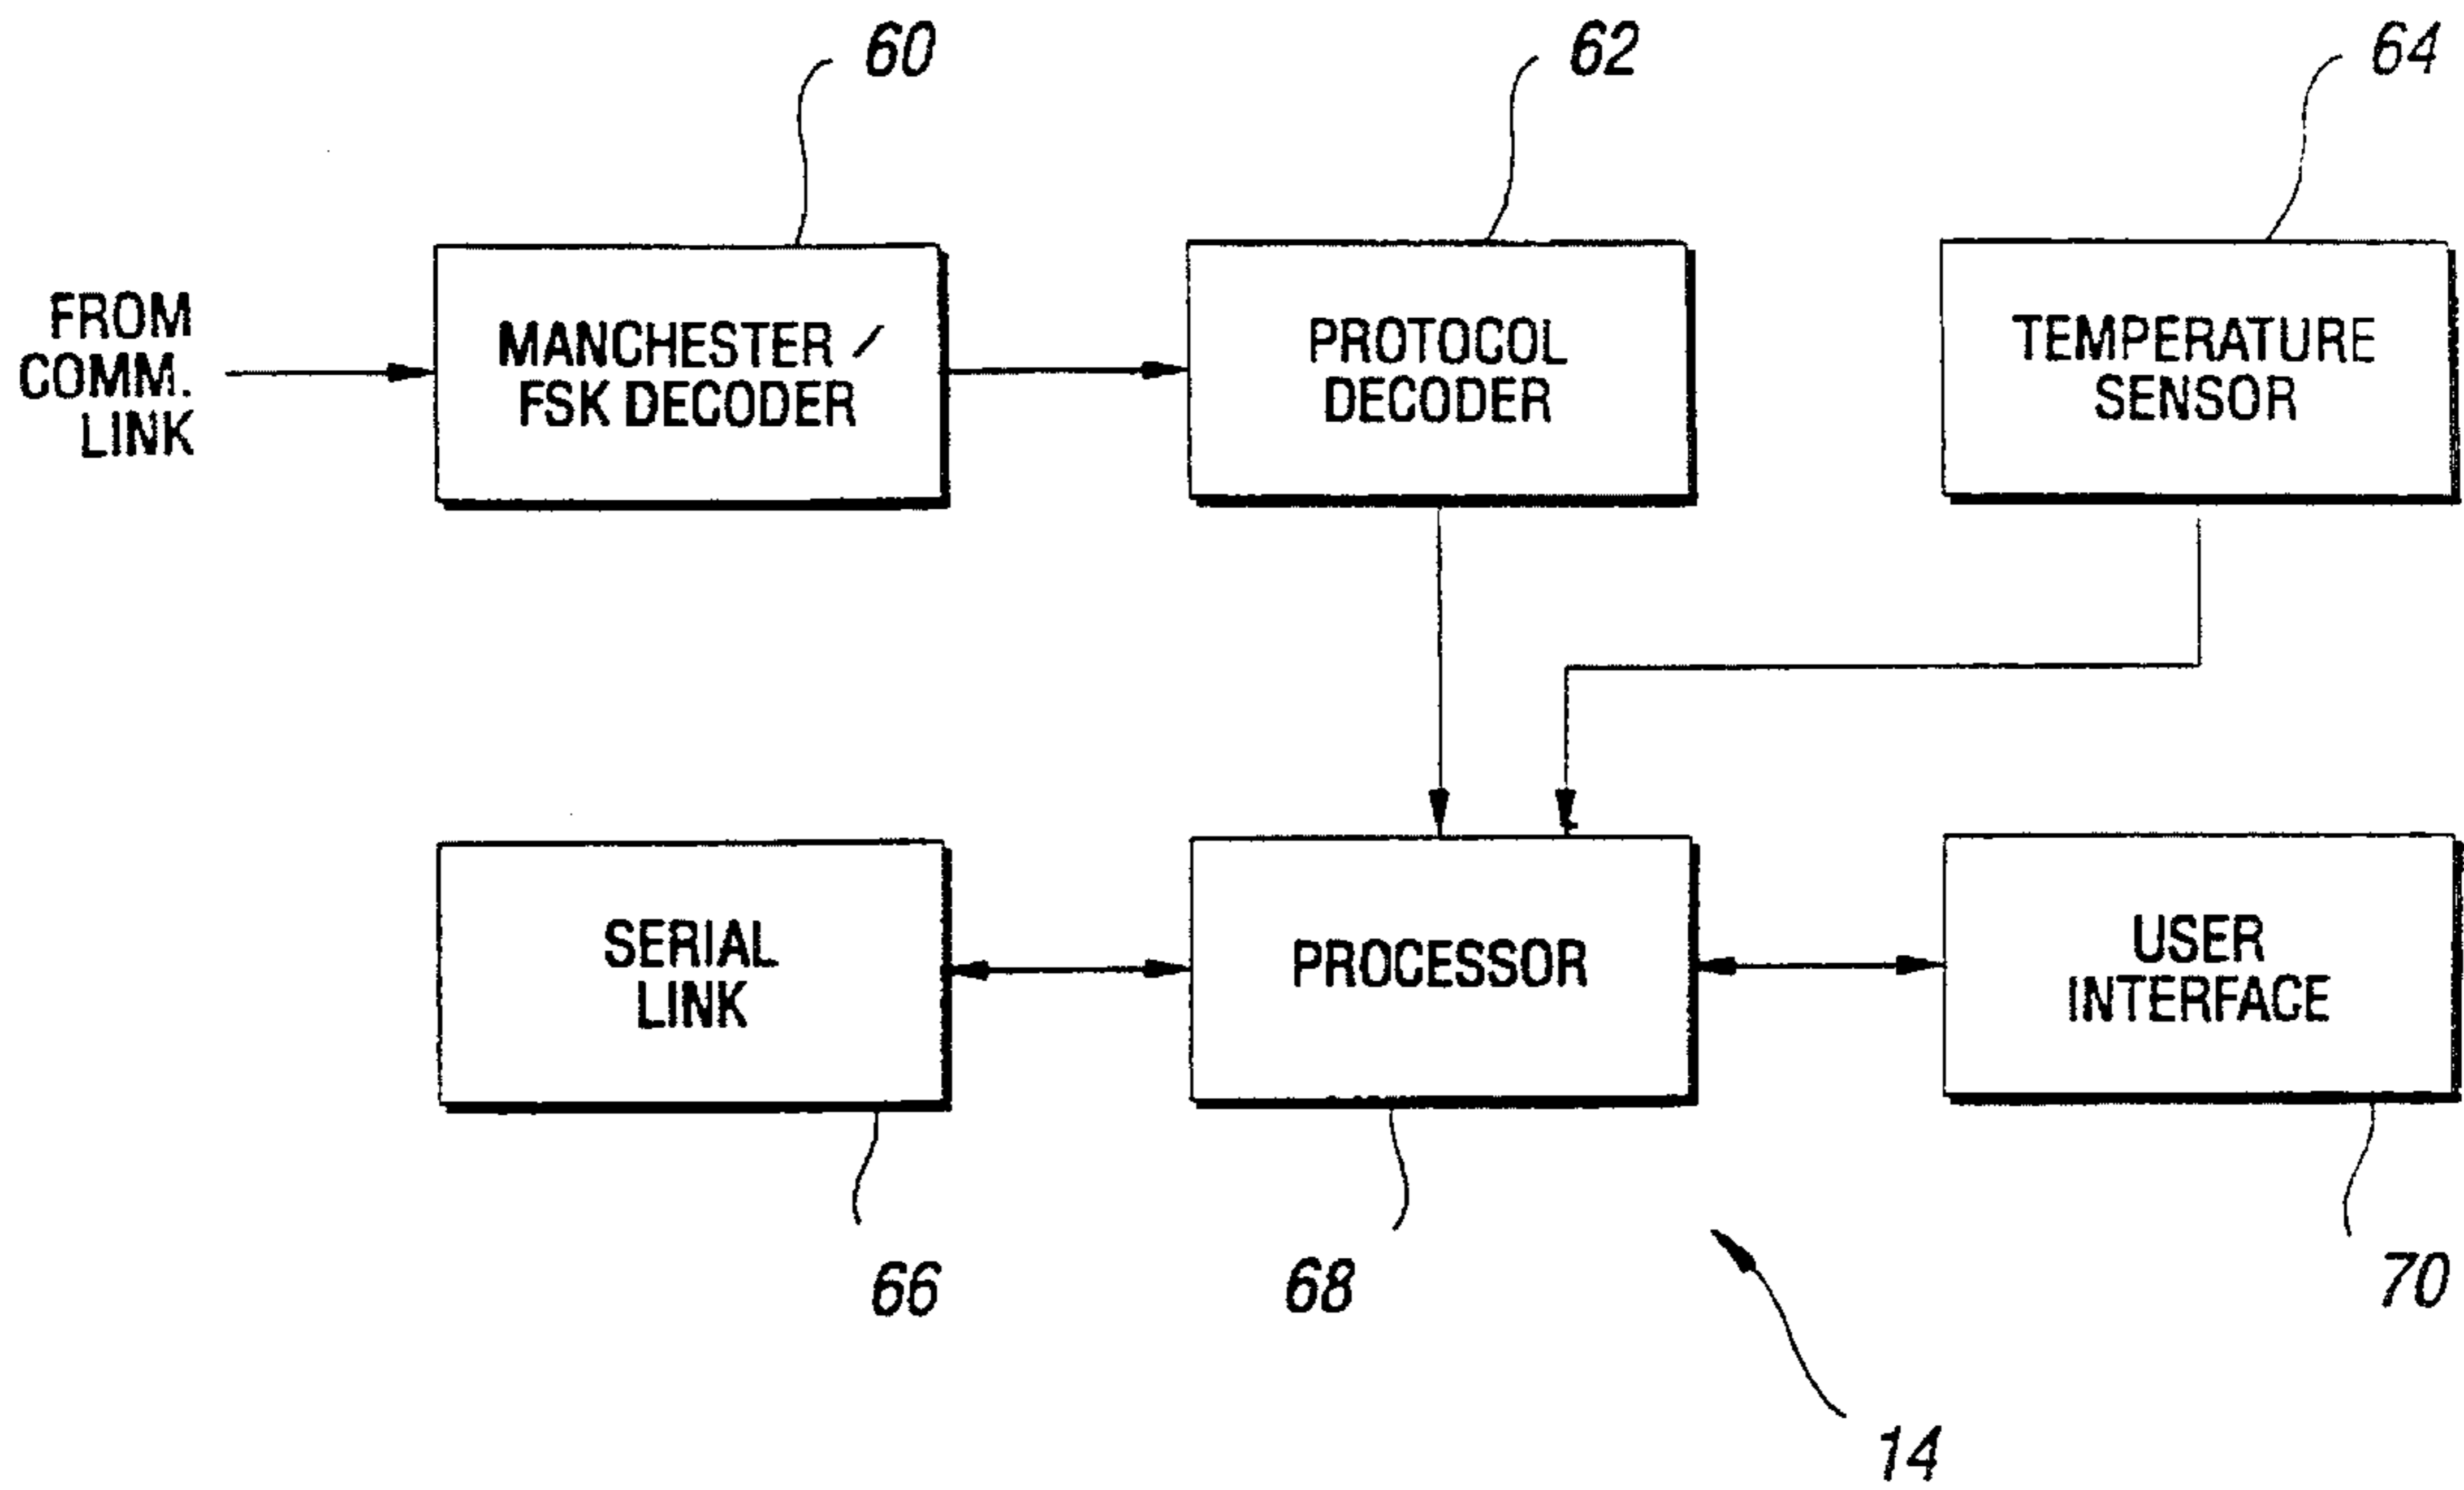 60
62
64
FROM
COMM.
LINK
MANCHESTER /
FSK DECODER
PROTOCOL
DECODER
TEMPERATURE
SENSOR
SERIAL
LINK
PROCESSOR
USER
INTERFACE
66
68
70
14